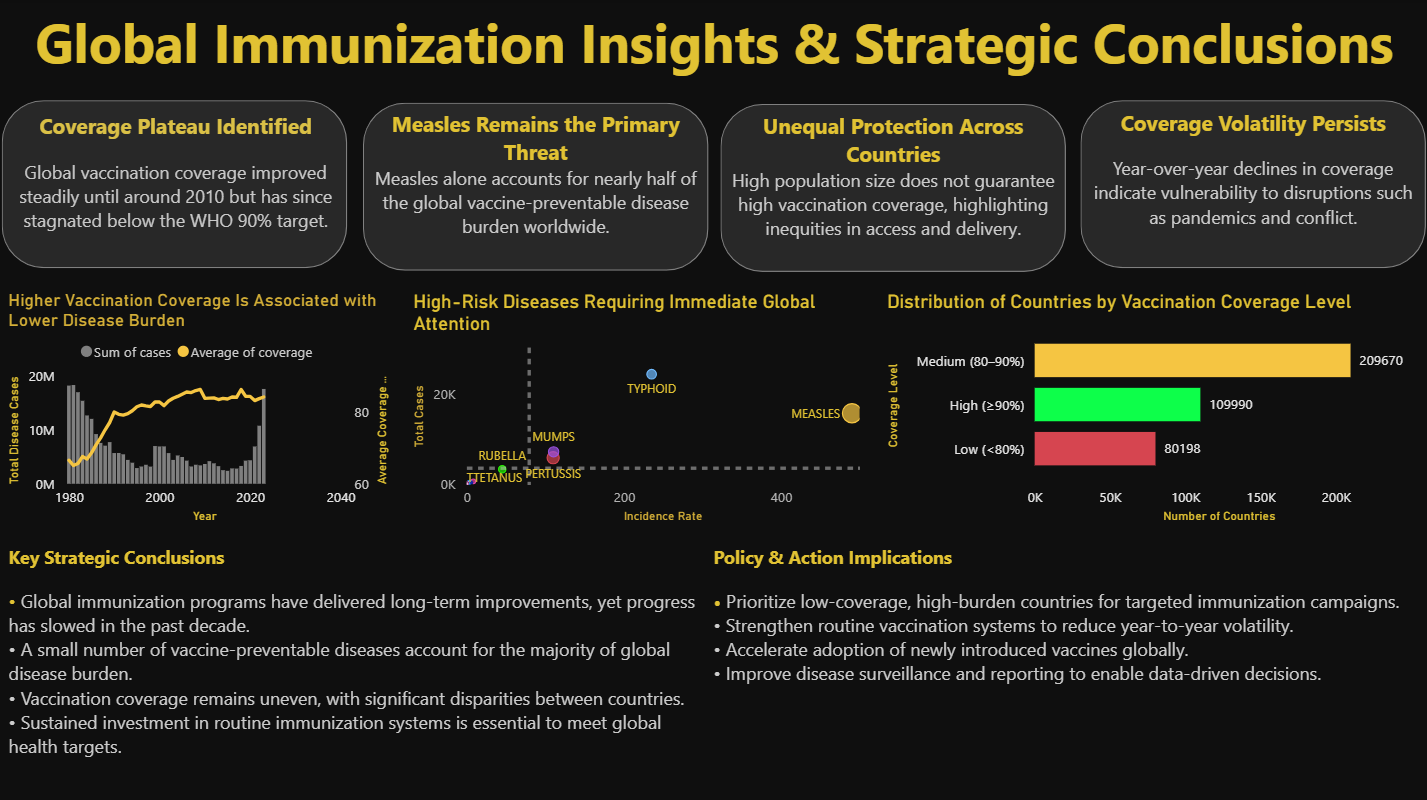 Global Immunization Insights & Strategic Conclusions
Coverage Plateau Identified
Global vaccination coverage improved
steadily until around 2010 but has since
stagnated below the WHO 90% target.
Measles Remains the Primary
Threat
Measles alone accounts for nearly half of
the global vaccine-preventable disease
burden worldwide.
Unequal Protection Across
Countries
High population size does not guarantee
high vaccination coverage, highlighting
inequities in access and delivery.
Coverage Volatility Persists
Year-over-year declines in coverage
indicate vulnerability to disruptions such
as pandemics and conflict.
Higher Vaccination Coverage Is Associated with
Lower Disease Burden
Sum of cases Average of coverage
Total Disease Cases
20M
10M
0M
80
60
Average Coverage ...
1980 2000 2020 2040
Year
High-Risk Diseases Requiring Immediate Global
Attention
Total Cases
20K
0K
TYPHOID
MEASLES
MUMPS
RUBELLA
TTETANUS
PERTUSSIS
0 200 400
Incidence Rate
Distribution of Countries by Vaccination Coverage Level
Coverage Level
Medium (80–90%) 209670
High (≥90%) 109990
Low (<80%) 80198
0K 50K 100K 150K 200K
Number of Countries
Key Strategic Conclusions
• Global immunization programs have delivered long-term improvements, yet progress
has slowed in the past decade.
• A small number of vaccine-preventable diseases account for the majority of global
disease burden.
• Vaccination coverage remains uneven, with significant disparities between countries.
• Sustained investment in routine immunization systems is essential to meet global
health targets.
Policy & Action Implications
• Prioritize low-coverage, high-burden countries for targeted immunization campaigns.
• Strengthen routine vaccination systems to reduce year-to-year volatility.
• Accelerate adoption of newly introduced vaccines globally.
• Improve disease surveillance and reporting to enable data-driven decisions.